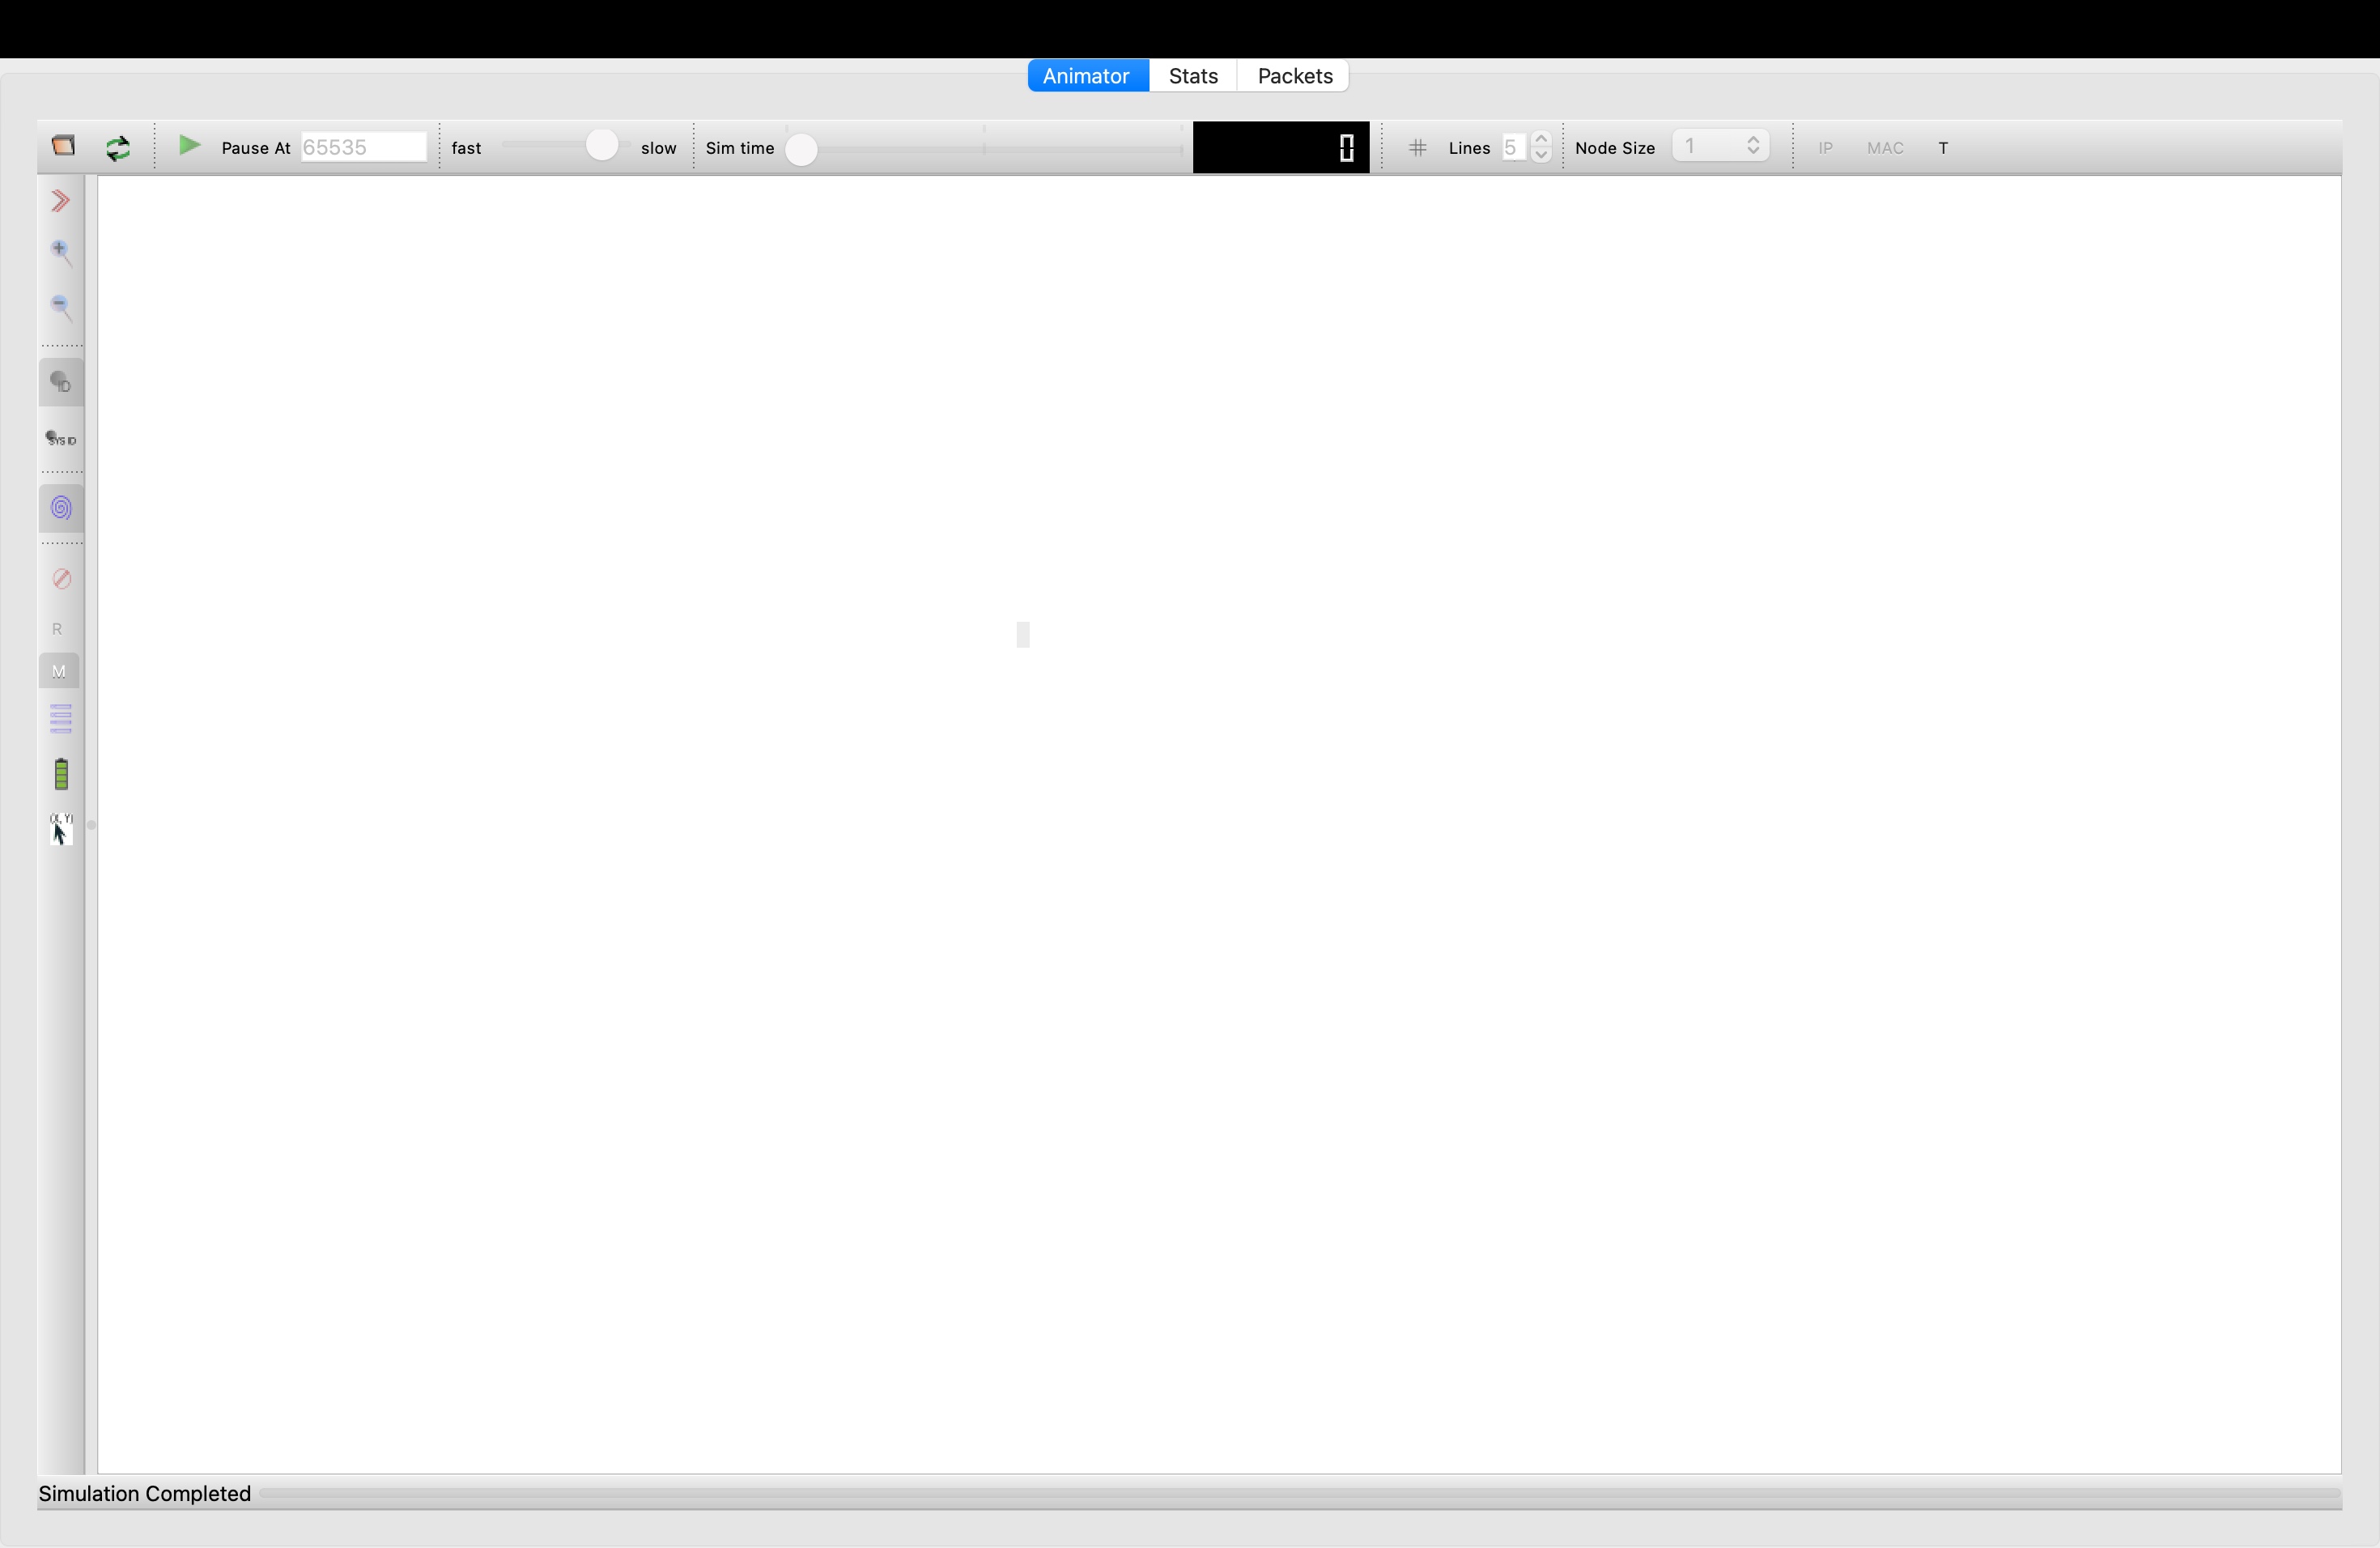 Animator Stats Packets
Pause At 65535 fast slow Sim time 0 Lines 5 Node Size 1 IP MAC T
ID
SYS ID
R
M
(X, Y)
Simulation Completed